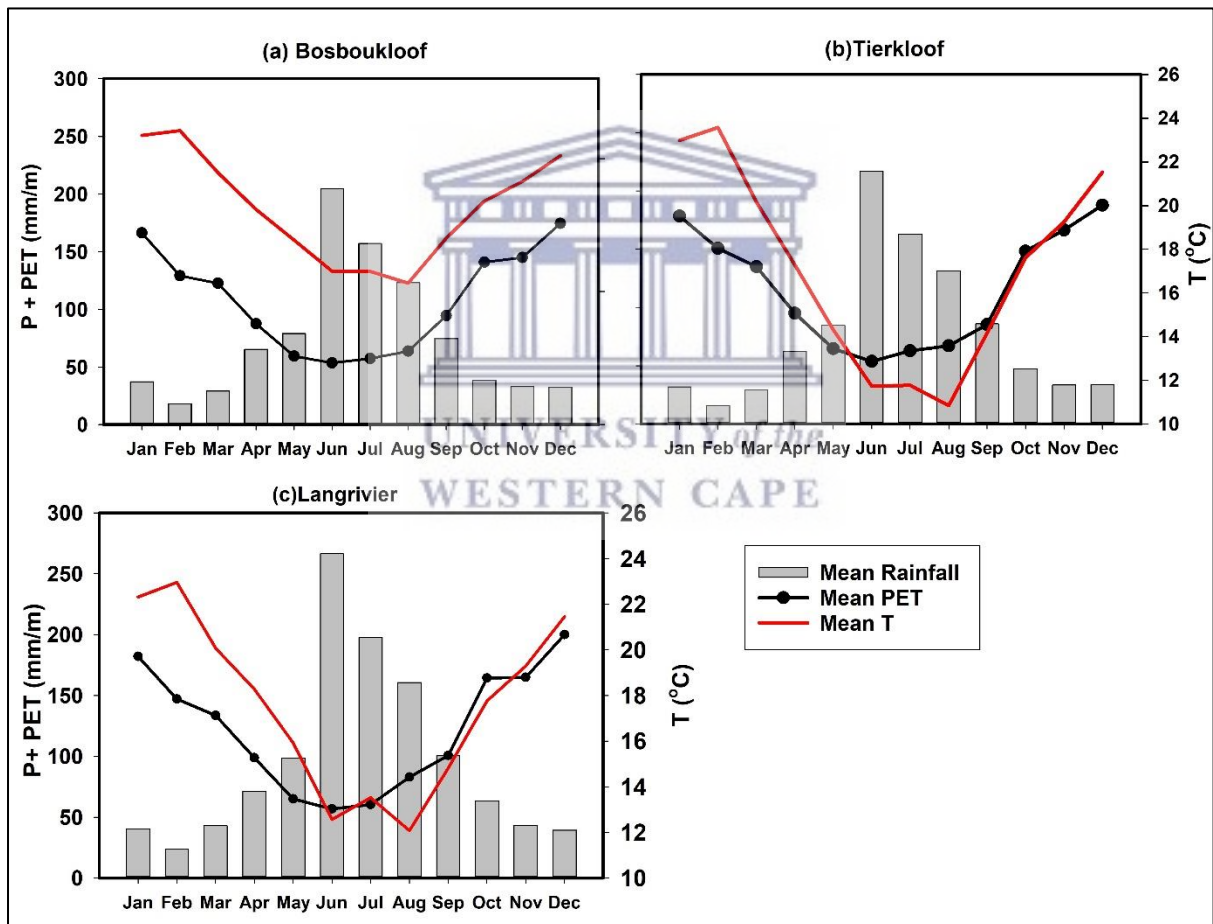 (a) Bosboukloof
(b)Tierkloof
P + PET (mm/m)
300
250
200
150
100
50
0
Jan Feb Mar Apr May Jun Jul Aug Sep Oct Nov Dec
Jan Feb Mar Apr May Jun Jul Aug Sep Oct Nov Dec
26
24
22
20
18
16
14
12
10
T (°C)
UNIVERSITY of the
WESTERN CAPE
(c)Langrivier
P+ PET (mm/m)
300
250
200
150
100
50
0
Jan Feb Mar Apr May Jun Jul Aug Sep Oct Nov Dec
26
24
22
20
18
16
14
12
10
T (°C)
Mean Rainfall
Mean PET
Mean T